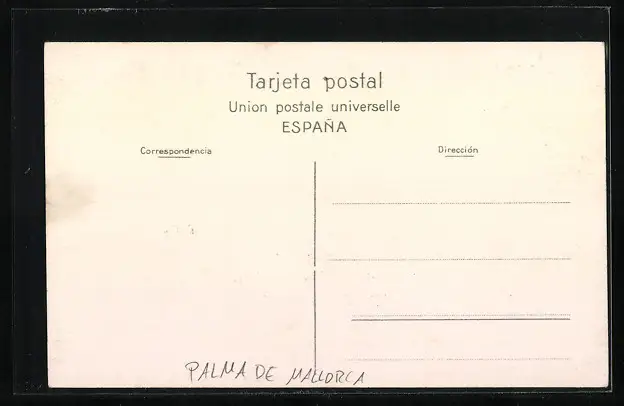 Tarjeta postal
Union postale universelle
ESPAÑA
Correspondencia
Dirección
PALMA DE MALLORCA